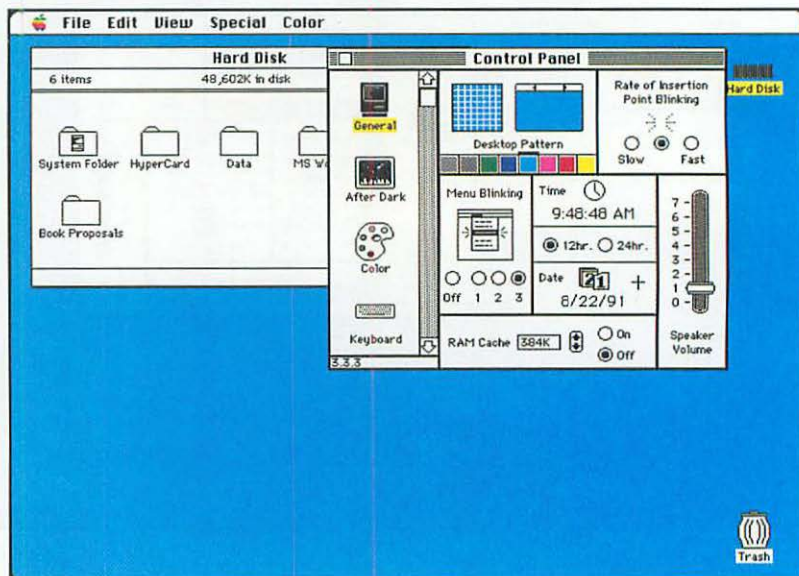 File Edit View Special Color
Hard Disk
6 items 48,602K in disk
System Folder HyperCard Data MS
Book Proposals
Control Panel
General
After Dark
Color
Keyboard
3.3.3
Desktop Pattern
Rate of Insertion
Point Blinking
Slow Fast
Menu Blinking
Off 1 2 3
Time
9:48:48 AM
12hr. 24hr.
Date 21
8/22/91
7
6
5
4
3
2
1
0
Speaker
Volume
RAM Cache 384K On
Off
Hard Disk
Trash